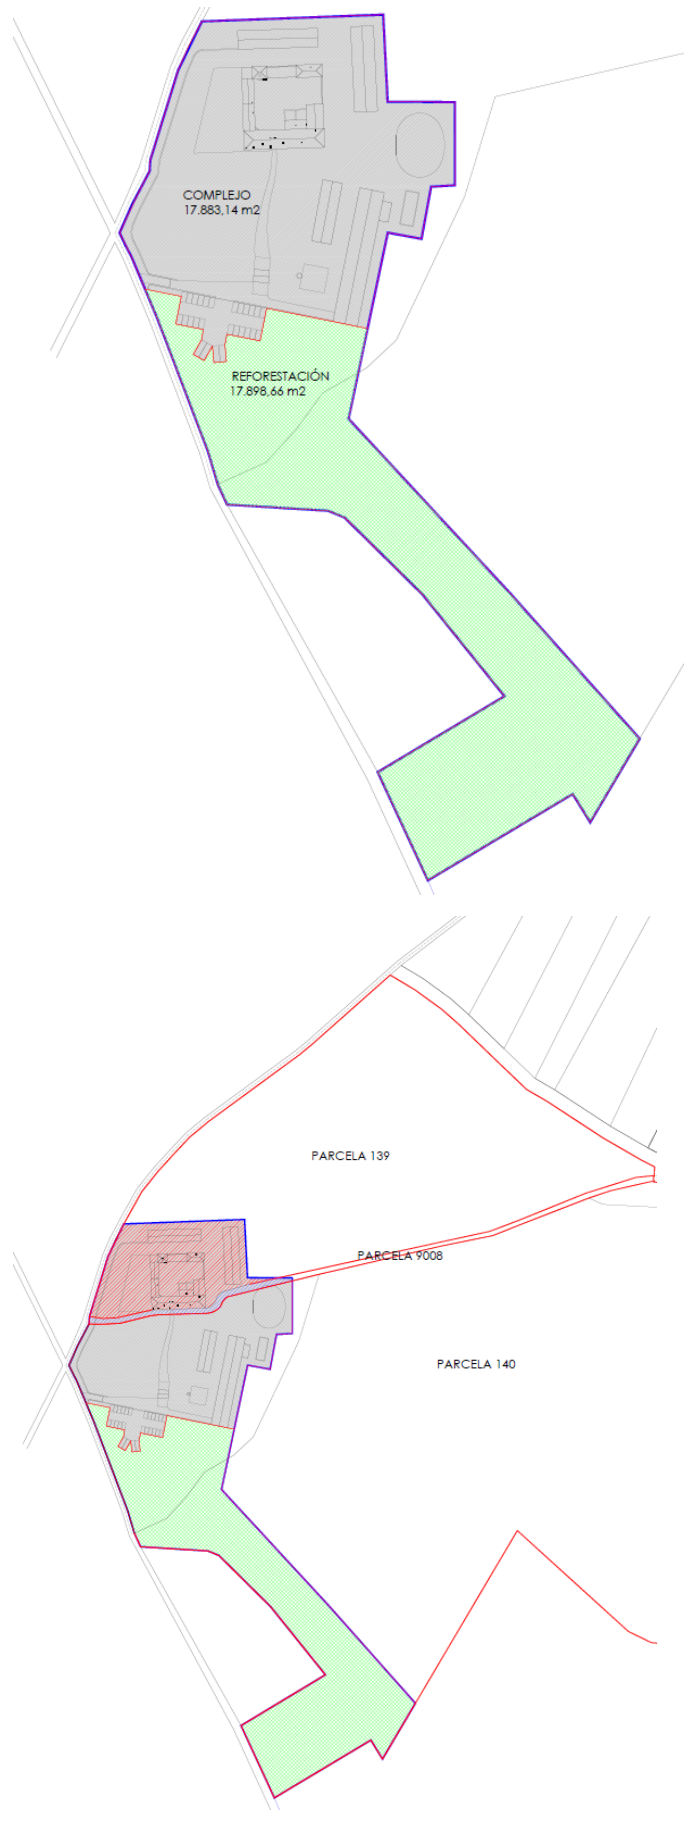 COMPLEJO
17.883,14 m2
REFORESTACIÓN
17.898,66 m2
PARCELA 139
PARCELA 9008
PARCELA 140